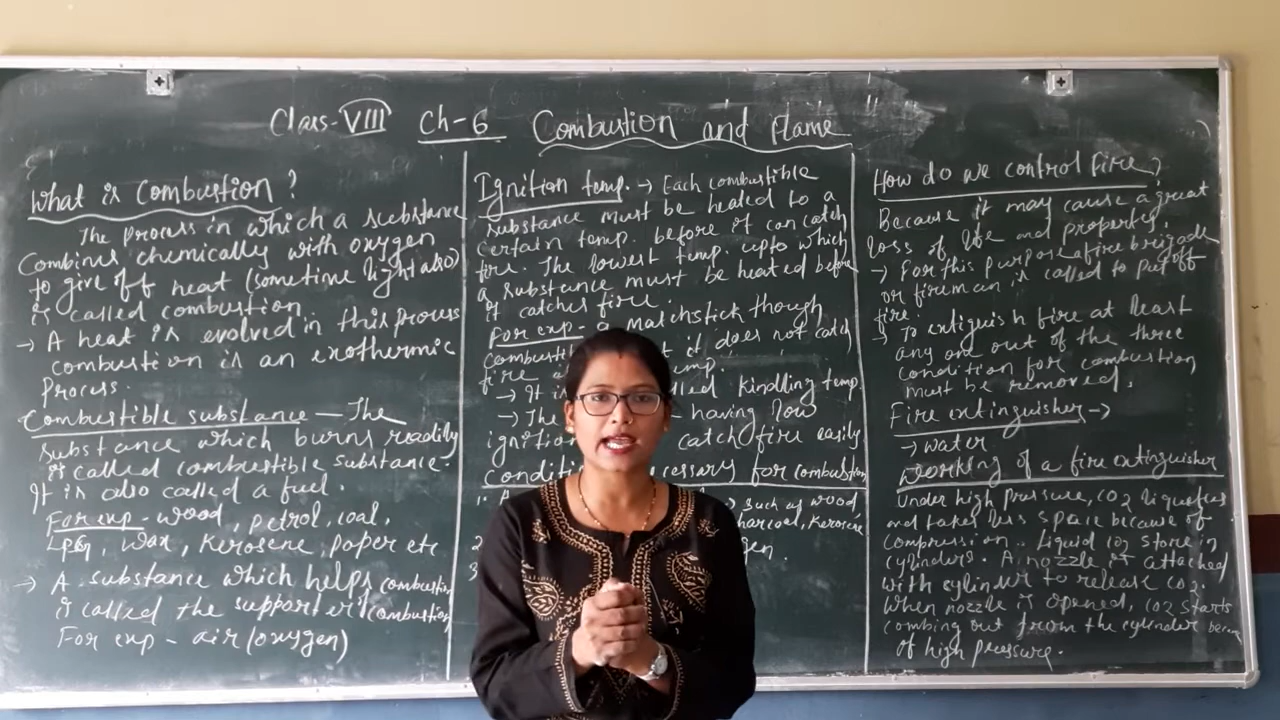 Class-VIII Ch-6 Combustion and Flame "
What is Combustion ?
The Process in which a substance
Combines chemically with oxygen
to give off heat (sometime light also)
is called combustion.
→ A heat is evolved in this process
combustion is an exothermic
Process.
Combustible substance — The
substance which burns readily
is called combustible substance.
It is also called a fuel.
For exp - wood, petrol, coal,
LPG, wax, Kerosene, paper etc
→ A substance which helps combustion
is called the supporter combustion
For exp - air (oxygen)
Ignition temp. → Each combustible
substance must be heated to a
certain temp. before it can catch
fire. The lowest temp. upto which
a substance must be heated before
it catches fire.
For exp - a matchstick though
it does not catch
fire
→ It is kindling temp
→ The having low
ignition catch fire easily
for combustion
such as wood,
charcoal, Kerosene
How do we control fire?
Because it may cause a great
loss of life and property.
→ For this purpose a fire brigade
or fireman is called to put off
fire.
→ To extiguish fire at least
any one out of the three
condition for combustion
must be removed.
Fire extinguisher →
→ water
working of a fire extinguisher
under high pressure, CO2 liquefies
and takes less space because of
compression. Liquid CO2 store in
cylinders. A nozzle is attached
with cylinder to release CO2.
When nozzle is opened, CO2 starts
combing out from the cylinder
of high pressure.